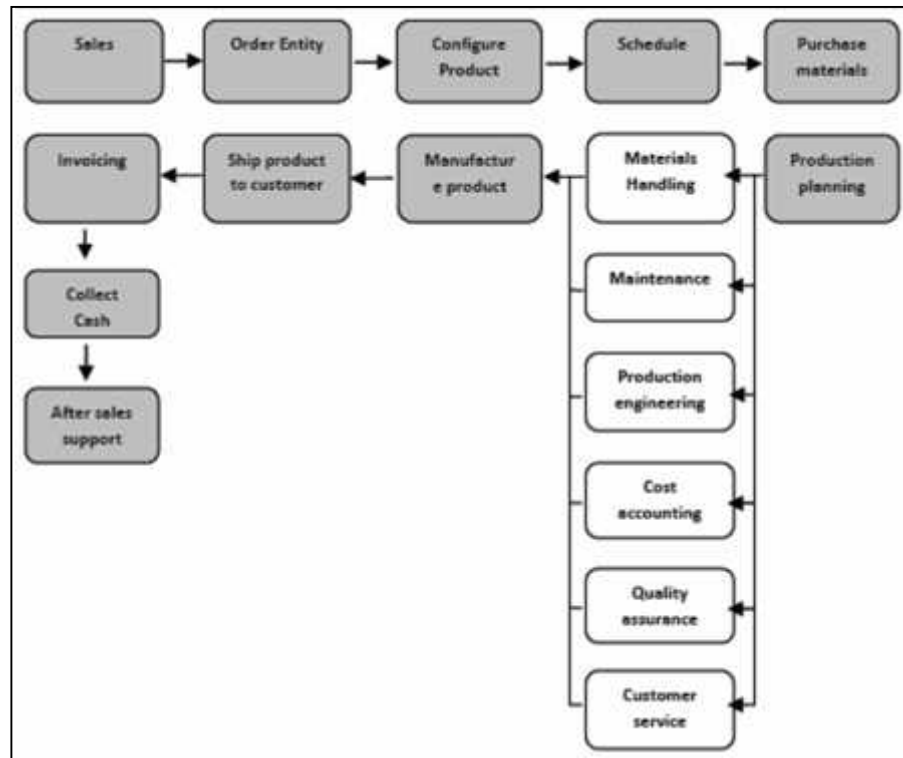 Sales
Order Entity
Configure
Product
Schedule
Purchase
materials
Invoicing
Ship product
to customer
Manufactur
e product
Materials
Handling
Production
planning
Maintenance
Collect
Cash
Production
engineering
After sales
support
Cost
accounting
Quality
assurance
Customer
service